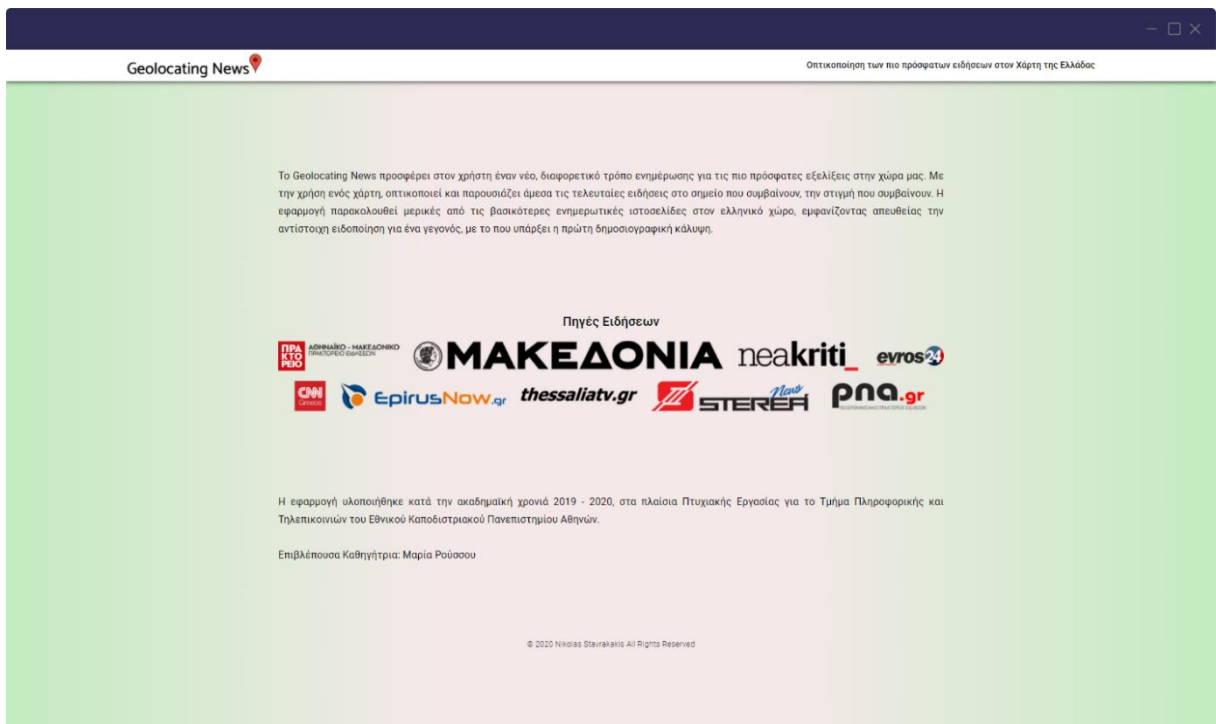 Geolocating News
Οπτικοποίηση των πιο πρόσφατων ειδήσεων στον Χάρτη της Ελλάδας
Το Geolocating News προσφέρει στον χρήστη έναν νέο, διαφορετικό τρόπο ενημέρωσης για τις πιο πρόσφατες εξελίξεις στην χώρα μας. Με
την χρήση ενός χάρτη, οπτικοποιεί και παρουσιάζει άμεσα τις τελευταίες ειδήσεις στο σημείο που συμβαίνουν, την στιγμή που συμβαίνουν. Η
εφαρμογή παρακολουθεί μερικές από τις βασικότερες ενημερωτικές ιστοσελίδες στον ελληνικό χώρο, εμφανίζοντας απευθείας την
αντίστοιχη ειδοποίηση για ένα γεγονός, με το που υπάρξει η πρώτη δημοσιογραφική κάλυψη.
Πηγές Ειδήσεων
ΠΡΑ
ΚΤΟ
ΡΕΙΟ
ΑΘΗΝΑΪΚΟ - ΜΑΚΕΔΟΝΙΚΟ
ΠΡΑΚΤΟΡΕΙΟ ΕΙΔΗΣΕΩΝ
ΜΑΚΕΔΟΝΙΑ
neakriti_
evros24
CNN
Greece
EpirusNow.gr
thessaliatv.gr
STEREA News
pna.gr
Η εφαρμογή υλοποιήθηκε κατά την ακαδημαϊκή χρονιά 2019 - 2020, στα πλαίσια Πτυχιακής Εργασίας για το Τμήμα Πληροφορικής και
Τηλεπικοινιών του Εθνικού Καποδιστριακού Πανεπιστημίου Αθηνών.
Επιβλέπουσα Καθηγήτρια: Μαρία Ρούσσου
© 2020 Nikolas Stavrakakis All Rights Reserved